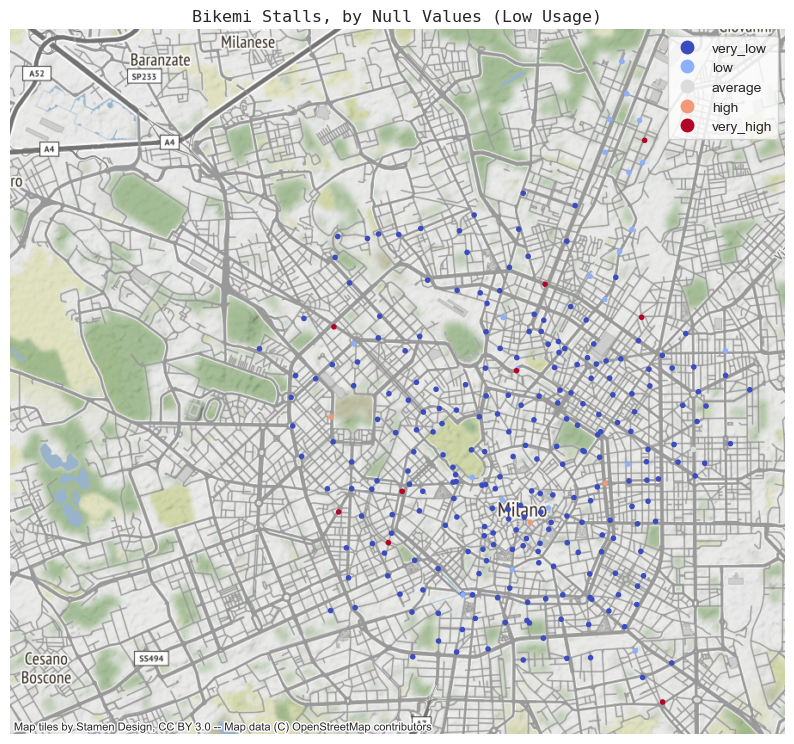 Bikemi Stalls, by Null Values (Low Usage)
Milanese
Baranzate
A52
SP233
A4
A4
ro
very_low
low
average
high
very_high
Milano
Cesano
Boscone
SS494
Map tiles by Stamen Design, CC BY 3.0 -- Map data (C) OpenStreetMap contributors